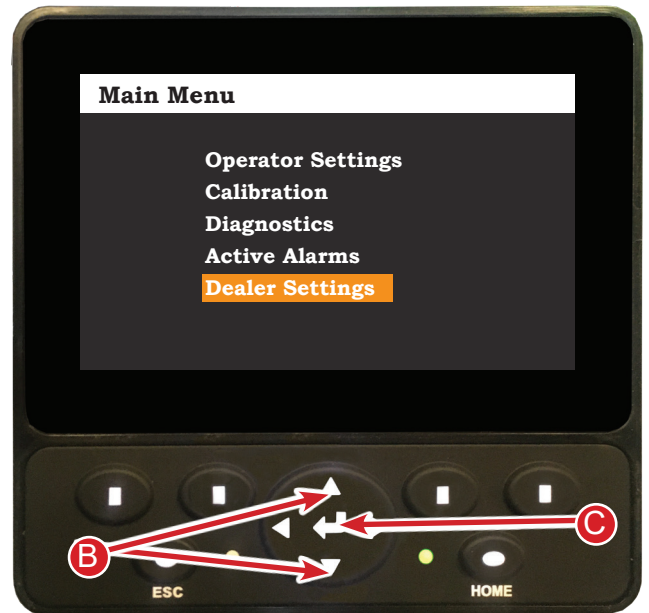 Main Menu
Operator Settings
Calibration
Diagnostics
Active Alarms
Dealer Settings
B
C
ESC
HOME